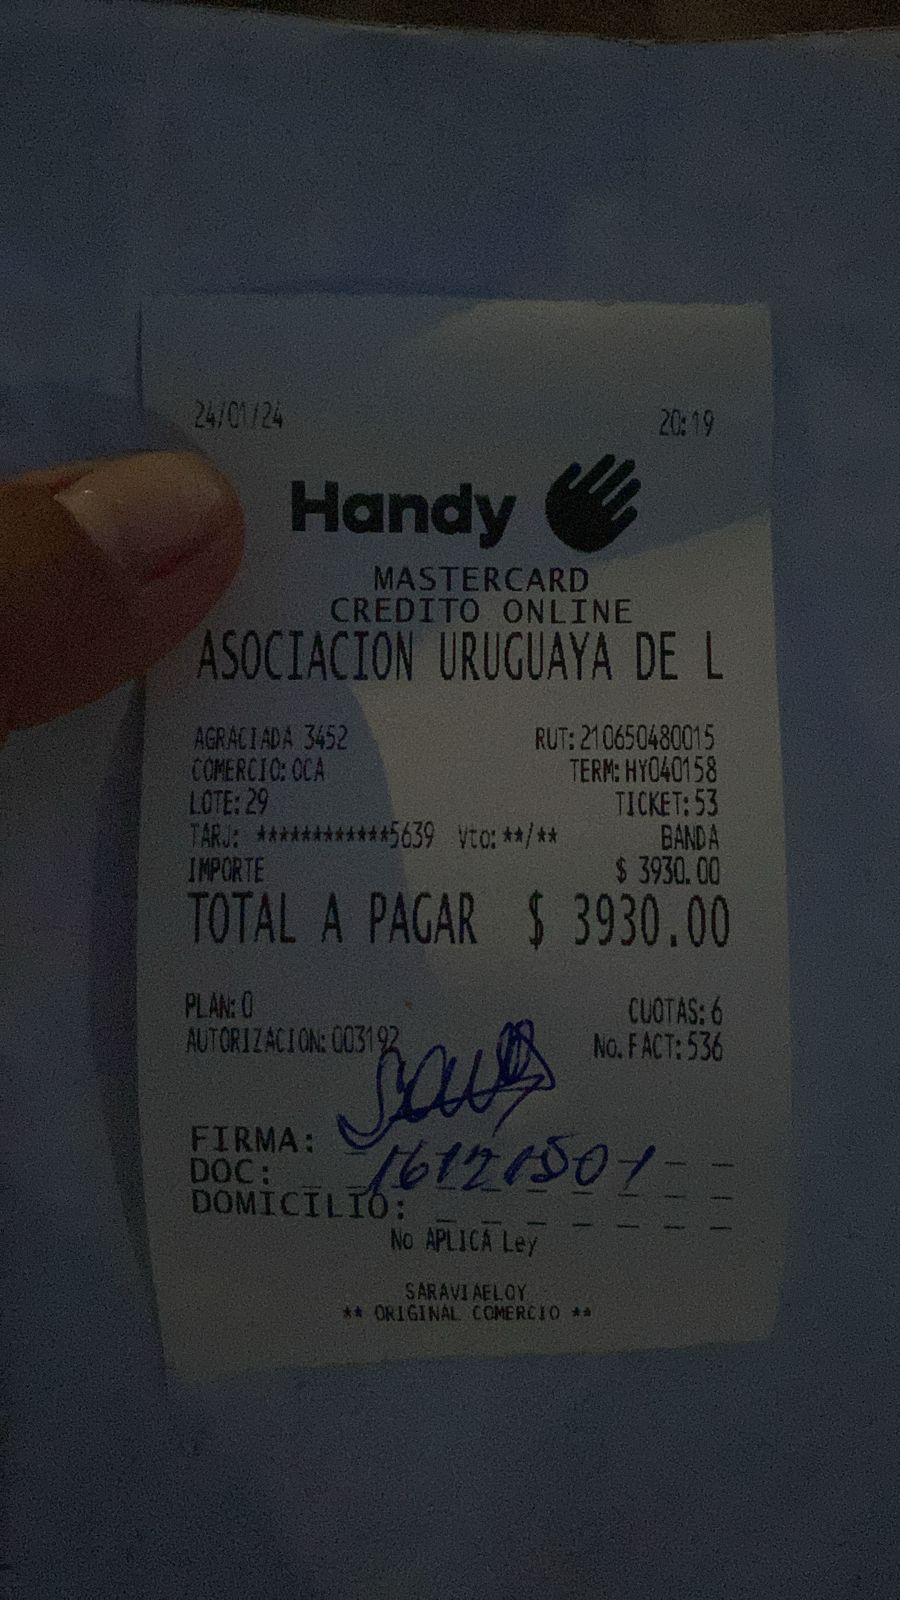 24/01/24 20:19
Handy
MASTERCARD
CREDITO ONLINE
ASOCIACION URUGUAYA DE L
AGRACIADA 3452 RUT: 210650480015
COMERCIO: OCA TERM: HY040158
LOTE: 29 TICKET: 53
TARJ: ************5639 Vto: **/** BANDA
IMPORTE $ 3930.00
TOTAL A PAGAR $ 3930.00
PLAN: 0 CUOTAS: 6
AUTORIZACION: 003192 No. FACT: 536
FIRMA:
DOC:
DOMICILIO:
No APLICA Ley
SARAVIAELOY
** ORIGINAL COMERCIO **